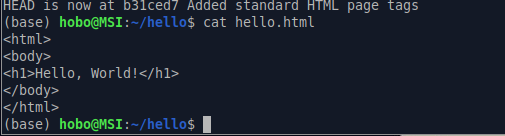 HEAD is now at b31ced7 Added standard HTML page tags
(base) hobo@MSI:~/hello$ cat hello.html
<html>
<body>
<h1>Hello, World!</h1>
</body>
</html>
(base) hobo@MSI:~/hello$